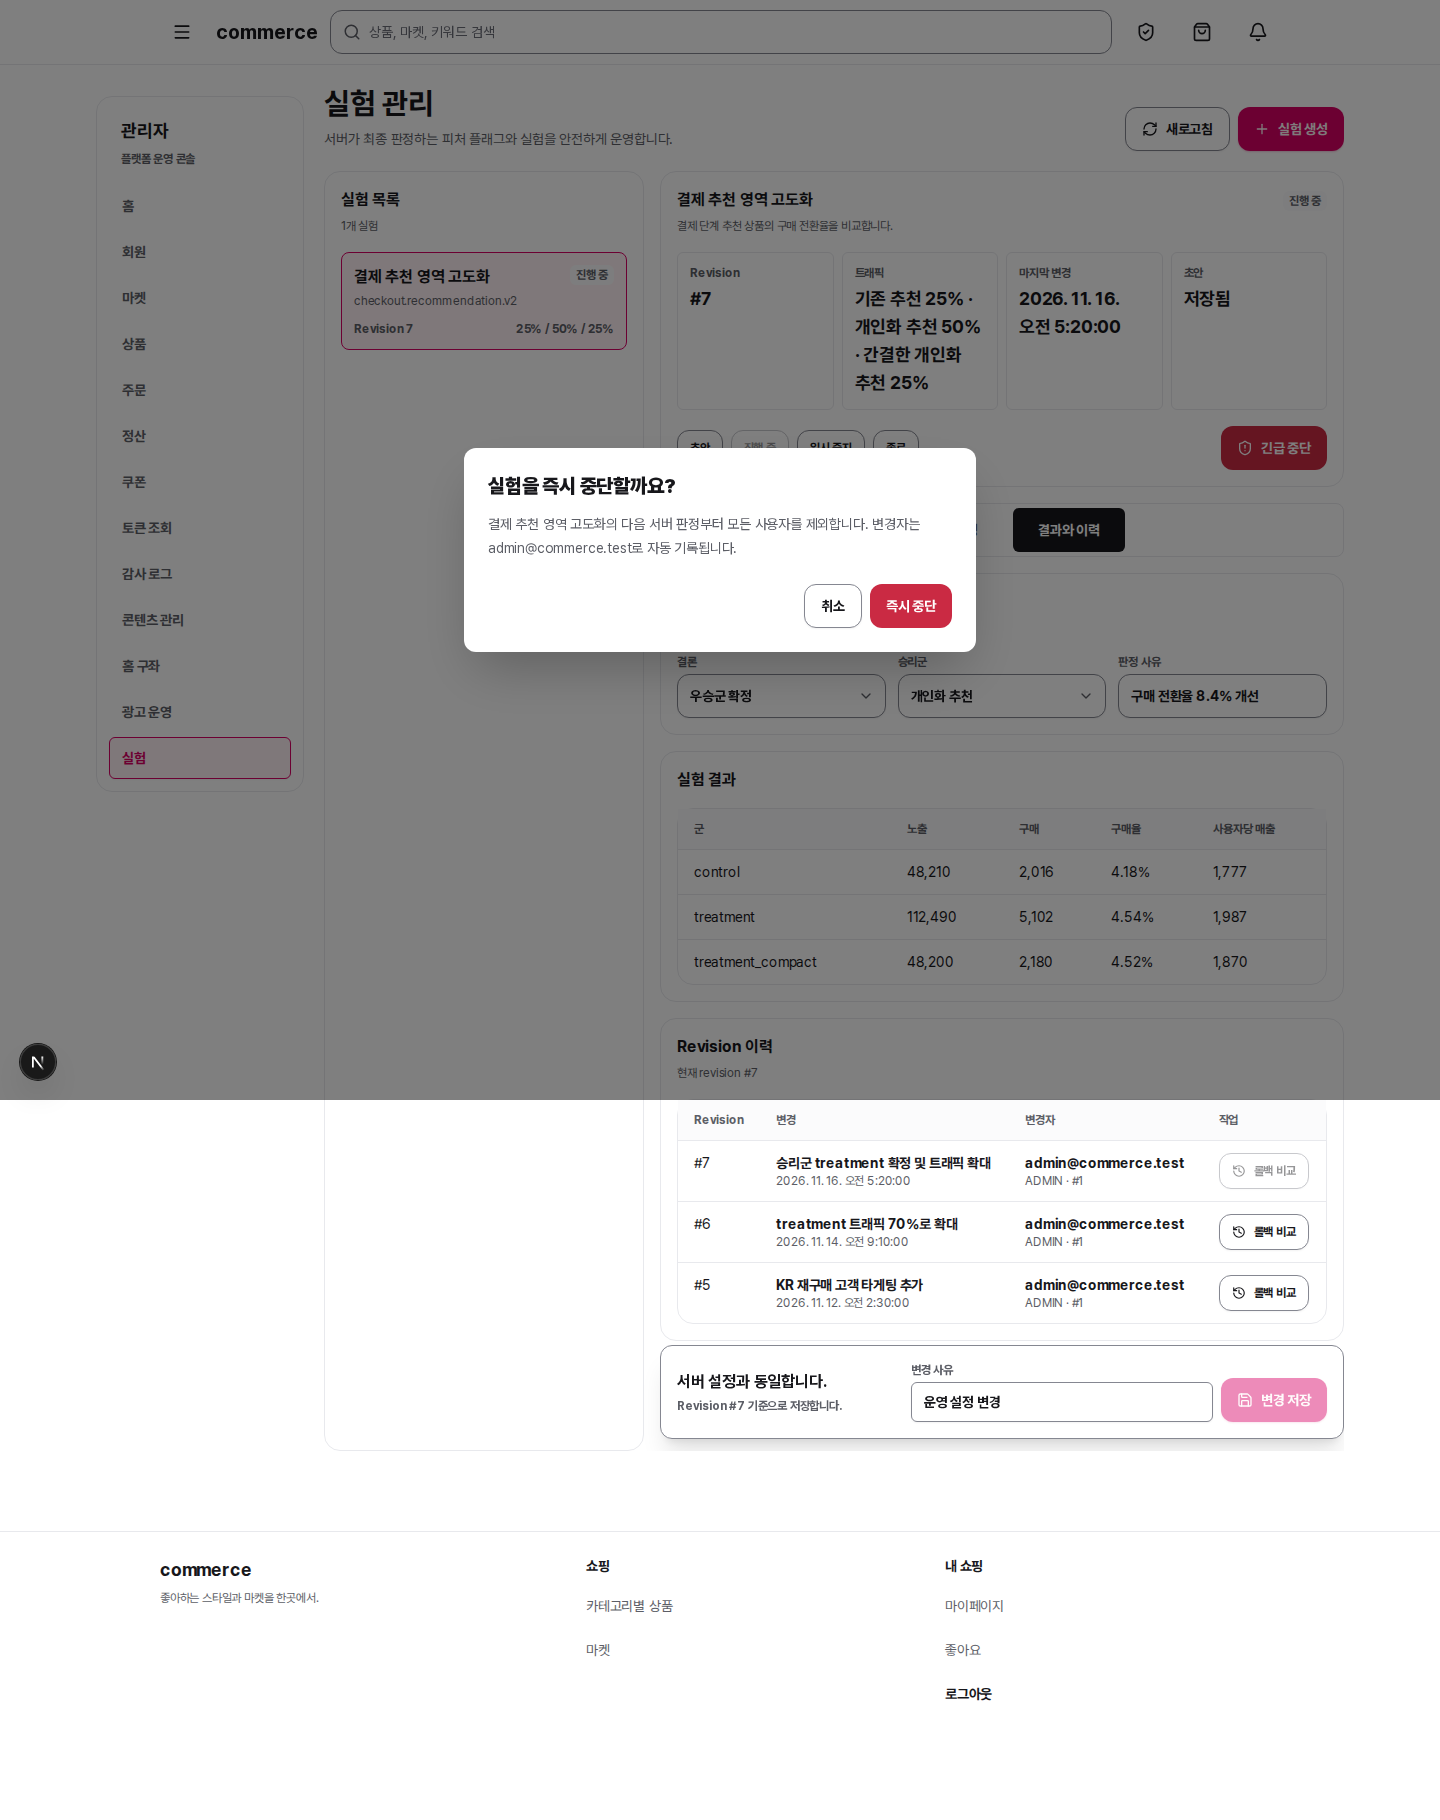 commerce
상품, 마켓, 키워드 검색
관리자
플랫폼 운영 콘솔
홈
회원
마켓
상품
주문
정산
쿠폰
토큰 조회
감사 로그
콘텐츠 관리
홈 구좌
광고 운영
실험
실험 관리
서버가 최종 판정하는 피처 플래그와 실험을 안전하게 운영합니다.
새로고침
실험 생성
실험 목록
1개 실험
결제 추천 영역 고도화
진행 중
checkout.recommendation.v2
Revision 7
25% / 50% / 25%
결제 추천 영역 고도화
진행 중
결제 단계 추천 상품의 구매 전환율을 비교합니다.
Revision
#7
트래픽
기존 추천 25% ·
개인화 추천 50%
· 간결한 개인화
추천 25%
마지막 변경
2026. 11. 16.
오전 5:20:00
초안
저장됨
초안
진행 중
일시 중지
종료
긴급 중단
실험을 즉시 중단할까요?
결제 추천 영역 고도화의 다음 서버 판정부터 모든 사용자를 제외합니다. 변경자는
admin@commerce.test로 자동 기록됩니다.
취소
즉시 중단
결과와 이력
결론
우승군 확정
승리군
개인화 추천
판정 사유
구매 전환율 8.4% 개선
실험 결과
군
노출
구매
구매율
사용자당 매출
control
48,210
2,016
4.18%
1,777
treatment
112,490
5,102
4.54%
1,987
treatment_compact
48,200
2,180
4.52%
1,870
Revision 이력
현재 revision #7
Revision
변경
변경자
작업
#7
승리군 treatment 확정 및 트래픽 확대
2026. 11. 16. 오전 5:20:00
admin@commerce.test
ADMIN · #1
롤백 비교
#6
treatment 트래픽 70%로 확대
2026. 11. 14. 오전 9:10:00
admin@commerce.test
ADMIN · #1
롤백 비교
#5
KR 재구매 고객 타게팅 추가
2026. 11. 12. 오전 2:30:00
admin@commerce.test
ADMIN · #1
롤백 비교
서버 설정과 동일합니다.
Revision #7 기준으로 저장합니다.
변경 사유
운영 설정 변경
변경 저장
commerce
좋아하는 스타일과 마켓을 한곳에서.
쇼핑
카테고리별 상품
마켓
내 쇼핑
마이페이지
좋아요
로그아웃